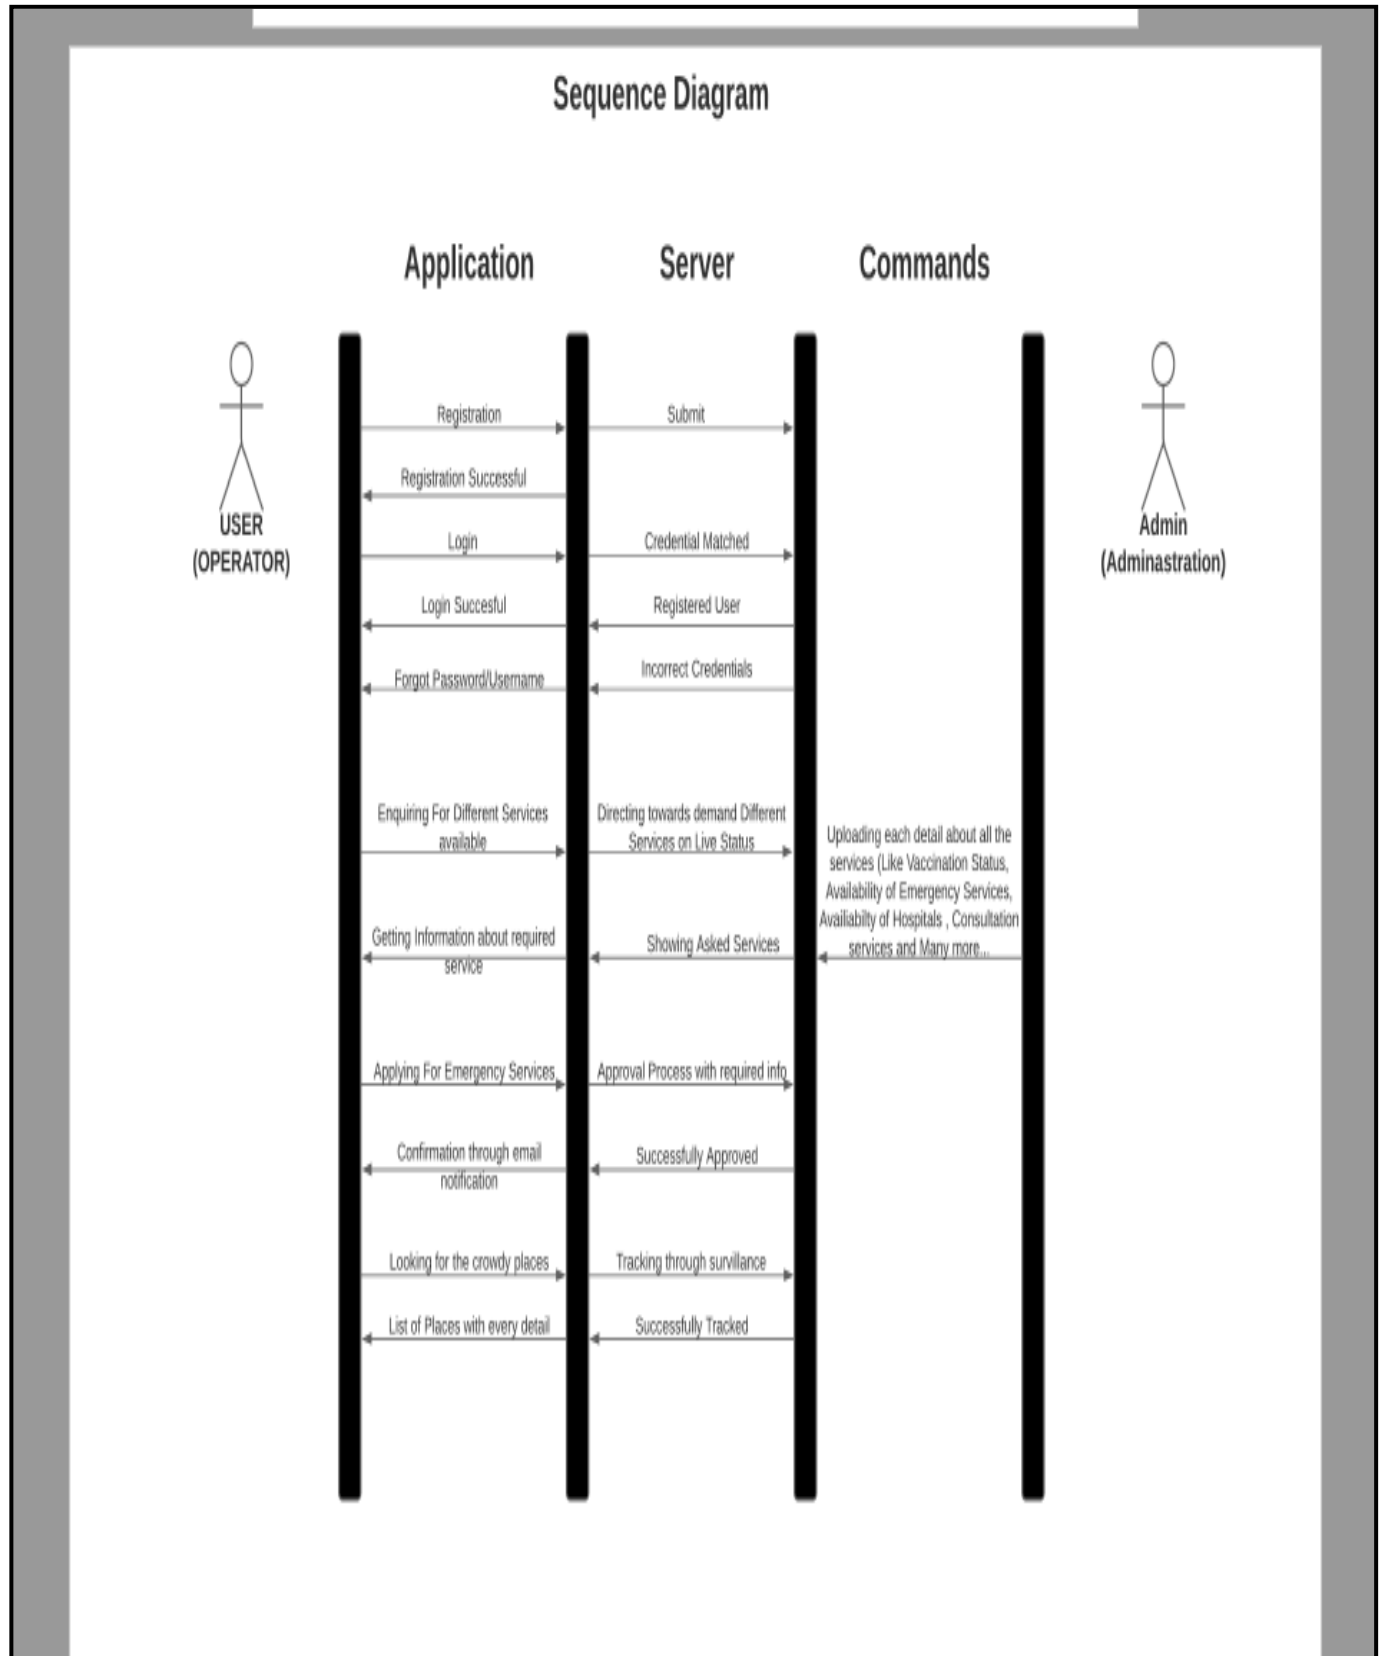 Sequence Diagram
Application
Server
Commands
USER
(OPERATOR)
Admin
(Adminastration)
Registration
Submit
Registration Successful
Login
Credential Matched
Login Succesful
Registered User
Forgot Password/Username
Incorrect Credentials
Enquiring For Different Services
available
Directing towards demand Different
Services on Live Status
Uploading each detail about all the
services (Like Vaccination Status,
Availability of Emergency Services,
Availiabilty of Hospitals , Consultation
services and Many more...
Getting Information about required
service
Showing Asked Services
Applying For Emergency Services
Approval Process with required info
Confirmation through email
notification
Successfully Approved
Looking for the crowdy places
Tracking through survillance
List of Places with every detail
Successfully Tracked